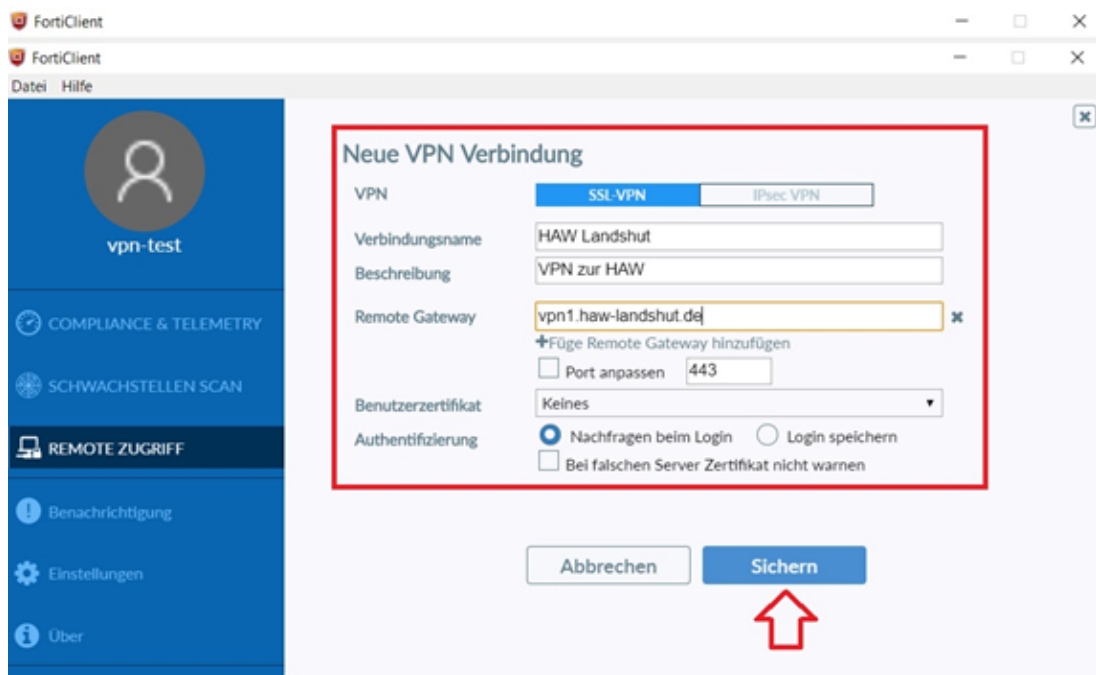 FortiClient
FortiClient
Datei Hilfe
vpn-test
COMPLIANCE & TELEMETRY
SCHWACHSTELLEN SCAN
REMOTE ZUGRIFF
Benachrichtigung
Einstellungen
Über
Neue VPN Verbindung
VPN SSL-VPN IPsec VPN
Verbindungsname HAW Landshut
Beschreibung VPN zur HAW
Remote Gateway vpn1.haw-landshut.de
+Füge Remote Gateway hinzufügen
Port anpassen 443
Benutzerzertifikat Keines
Authentifizierung Nachfragen beim Login Login speichern
Bei falschen Server Zertifikat nicht warnen
Abbrechen Sichern